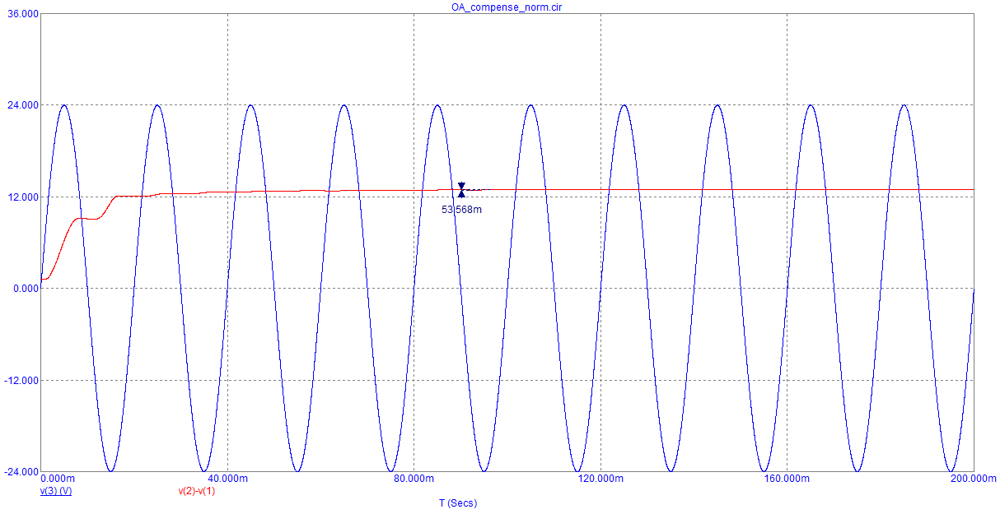 OA_compense_norm.cir
36.000
24.000
12.000
53.568m
0.000
-12.000
-24.000
0.000m 40.000m 80.000m 120.000m 160.000m 200.000m
v(3) (V) v(2)-v(1)
T (Secs)